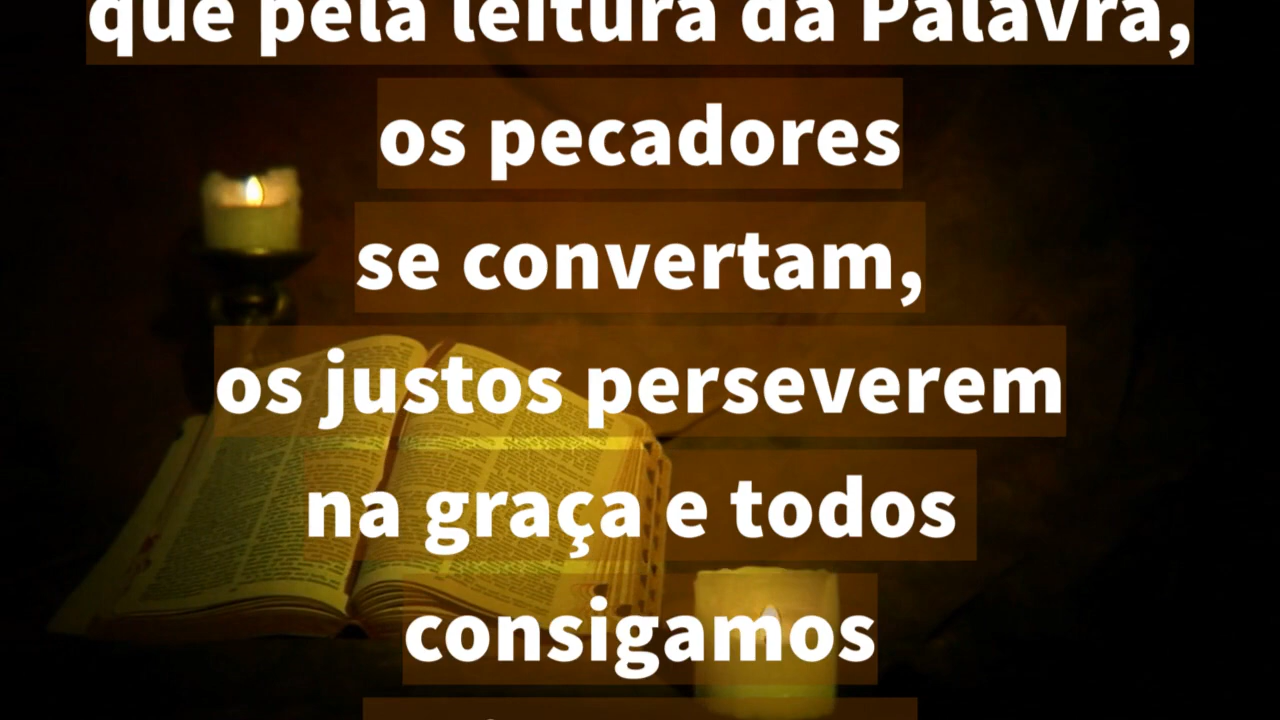 que pela leitura da Palavra,
os pecadores
se convertam,
os justos perseverem
na graça e todos
consigamos